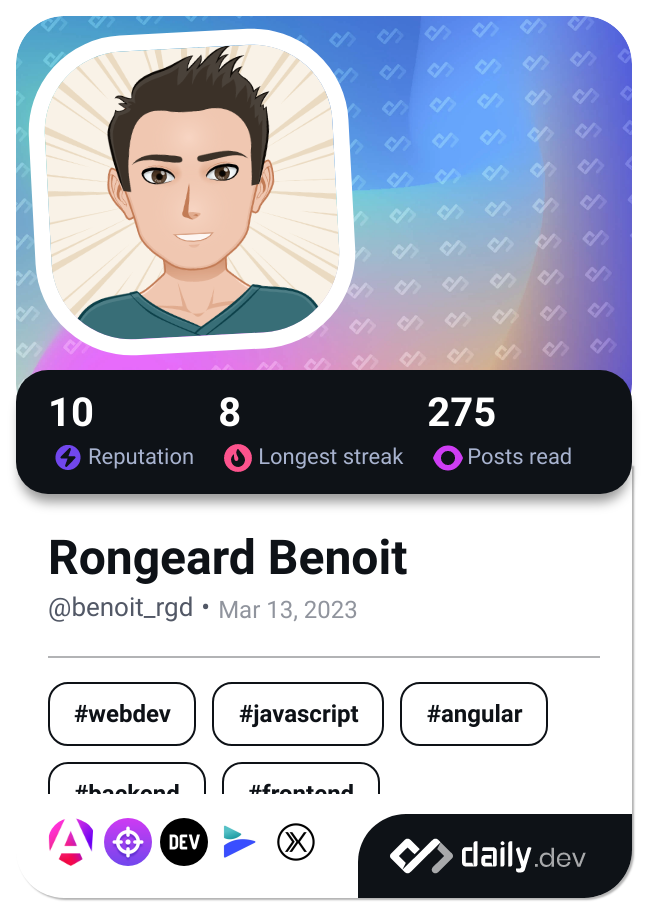 10 8 275
Reputation Longest streak Posts read
Rongeard Benoit
@benoit_rgd • Mar 13, 2023
#webdev #javascript #angular
#backend #frontend
DEV
daily.dev